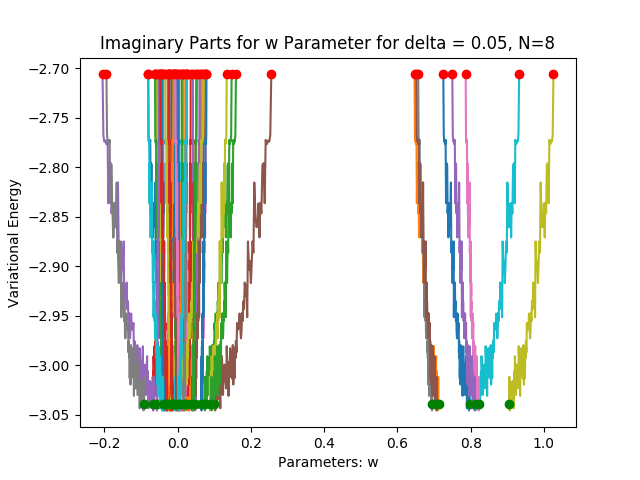 Imaginary Parts for w Parameter for delta = 0.05, N=8
−2.70
−2.75
−2.80
−2.85
−2.90
−2.95
−3.00
−3.05
Variational Energy
−0.2 0.0 0.2 0.4 0.6 0.8 1.0
Parameters: w